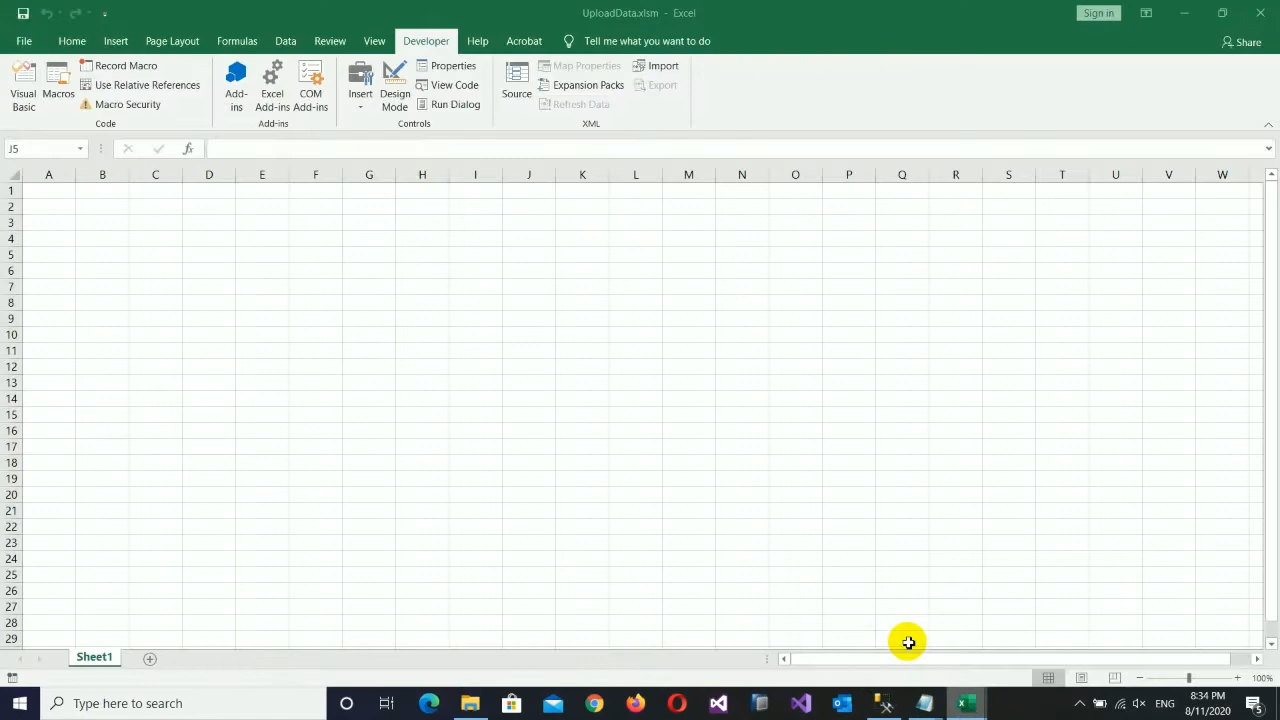 UploadData.xlsm - Excel
Sign in
File Home Insert Page Layout Formulas Data Review View Developer Help Acrobat Tell me what you want to do Share
Visual Basic
Macros
Record Macro
Use Relative References
Macro Security
Code
Add-ins
Excel Add-ins
COM Add-ins
Add-ins
Insert
Design Mode
Properties
View Code
Run Dialog
Controls
Source
Map Properties
Expansion Packs
Refresh Data
Import
Export
XML
J5
fx
A B C D E F G H I J K L M N O P Q R S T U V W
1
2
3
4
5
6
7
8
9
10
11
12
13
14
15
16
17
18
19
20
21
22
23
24
25
26
27
28
29
Sheet1
100%
Type here to search
ENG
8:34 PM
8/11/2020
5